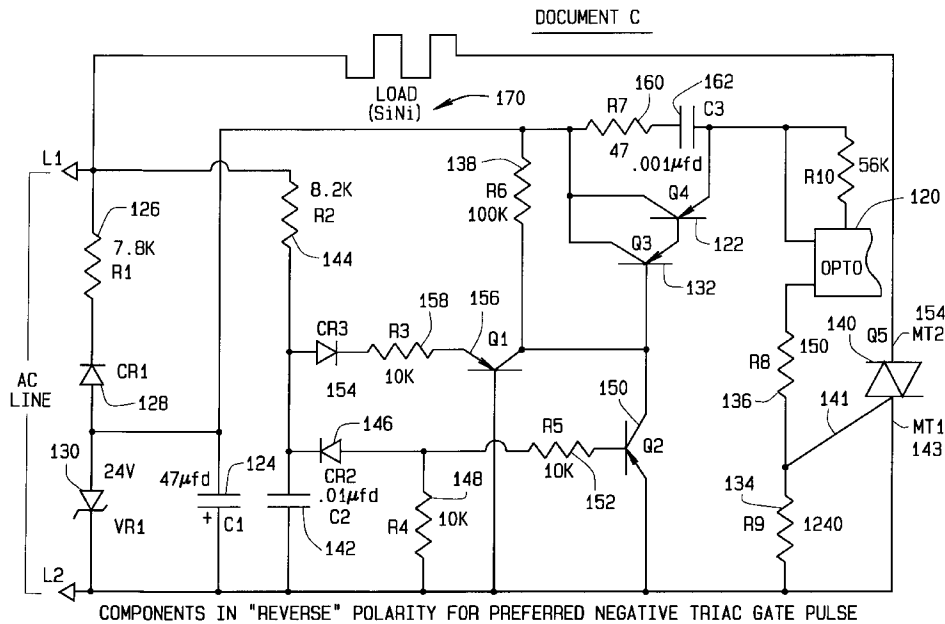 DOCUMENT C
LOAD
(SiNi)
170
R7
160
162
C3
47
.001µfd
L1
138
R6
100K
R10
56K
120
126
8.2K
R2
144
Q4
122
7.8K
R1
Q3
132
OPTO
CR3
R3
158
156
Q1
154
10K
140
Q5
154
MT2
R8
150
136
AC
LINE
CR1
128
146
150
141
MT1
143
130
24V
VR1
47µfd
124
+
C1
CR2
.01µfd
C2
142
148
R4
10K
R5
10K
152
Q2
134
R9
1240
L2
COMPONENTS IN "REVERSE" POLARITY FOR PREFERRED NEGATIVE TRIAC GATE PULSE